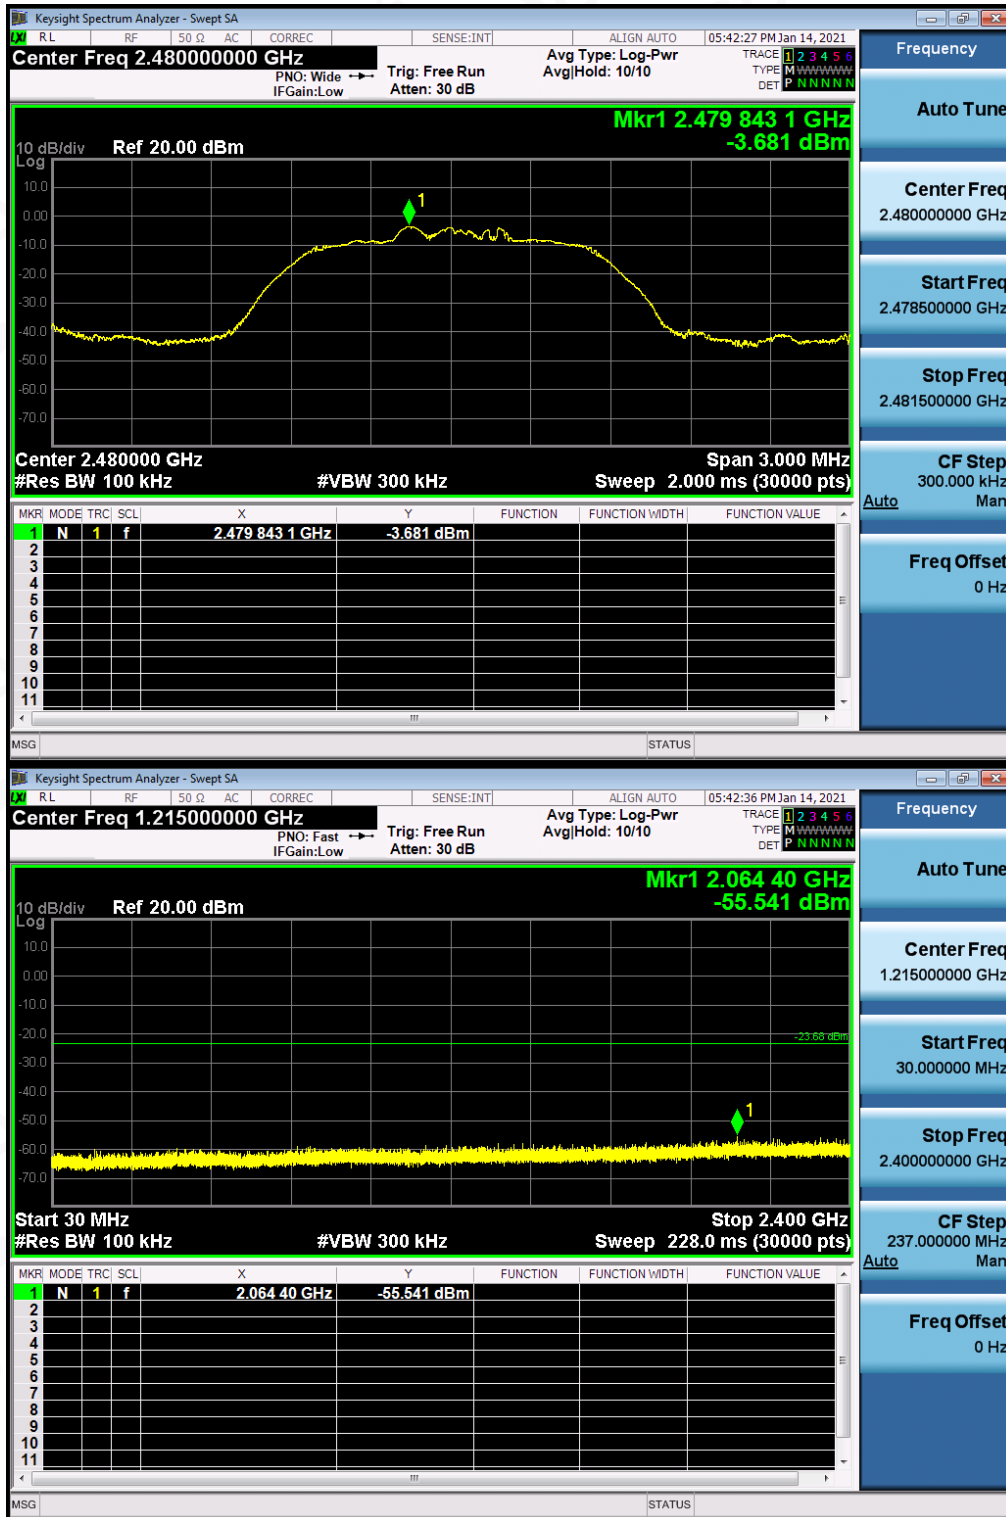 Keysight Spectrum Analyzer - Swept SA
LXI RL RF 50 Ω AC CORREC SENSE:INT ALIGN AUTO 05:42:27 PM Jan 14, 2021
Center Freq 2.480000000 GHz
PNO: Wide
IFGain:Low
Trig: Free Run
Atten: 30 dB
Avg Type: Log-Pwr
Avg|Hold: 10/10
TRACE 1 2 3 4 5 6
TYPE M WWWWW
DET P N N N N N
Mkr1 2.479 843 1 GHz
-3.681 dBm
10 dB/div Ref 20.00 dBm
Log
10.0
0.00
-10.0
-20.0
-30.0
-40.0
-50.0
-60.0
-70.0
1
Center 2.480000 GHz Span 3.000 MHz
#Res BW 100 kHz #VBW 300 kHz Sweep 2.000 ms (30000 pts)
MKR MODE TRC SCL X Y FUNCTION FUNCTION WIDTH FUNCTION VALUE
1 N 1 f 2.479 843 1 GHz -3.681 dBm
2
3
4
5
6
7
8
9
10
11
MSG STATUS
Frequency
Auto Tune
Center Freq
2.480000000 GHz
Start Freq
2.478500000 GHz
Stop Freq
2.481500000 GHz
CF Step
300.000 kHz
Auto Man
Freq Offset
0 Hz
Keysight Spectrum Analyzer - Swept SA
LXI RL RF 50 Ω AC CORREC SENSE:INT ALIGN AUTO 05:42:36 PM Jan 14, 2021
Center Freq 1.215000000 GHz
PNO: Fast
IFGain:Low
Trig: Free Run
Atten: 30 dB
Avg Type: Log-Pwr
Avg|Hold: 10/10
TRACE 1 2 3 4 5 6
TYPE M WWWWW
DET P N N N N N
Mkr1 2.064 40 GHz
-55.541 dBm
10 dB/div Ref 20.00 dBm
Log
10.0
0.00
-10.0
-20.0
-30.0
-40.0
-50.0
-60.0
-70.0
-23.68 dBm
1
Start 30 MHz Stop 2.400 GHz
#Res BW 100 kHz #VBW 300 kHz Sweep 228.0 ms (30000 pts)
MKR MODE TRC SCL X Y FUNCTION FUNCTION WIDTH FUNCTION VALUE
1 N 1 f 2.064 40 GHz -55.541 dBm
2
3
4
5
6
7
8
9
10
11
MSG STATUS
Frequency
Auto Tune
Center Freq
1.215000000 GHz
Start Freq
30.000000 MHz
Stop Freq
2.400000000 GHz
CF Step
237.000000 MHz
Auto Man
Freq Offset
0 Hz